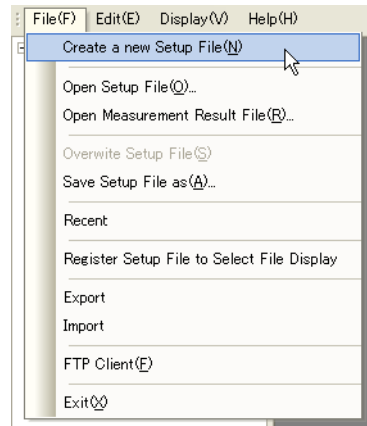 File(F) Edit(E) Display(V) Help(H)
Create a new Setup File(N)
Open Setup File(O)...
Open Measurement Result File(R)...
Overwite Setup File(S)
Save Setup File as(A)...
Recent
Register Setup File to Select File Display
Export
Import
FTP Client(F)
Exit(X)